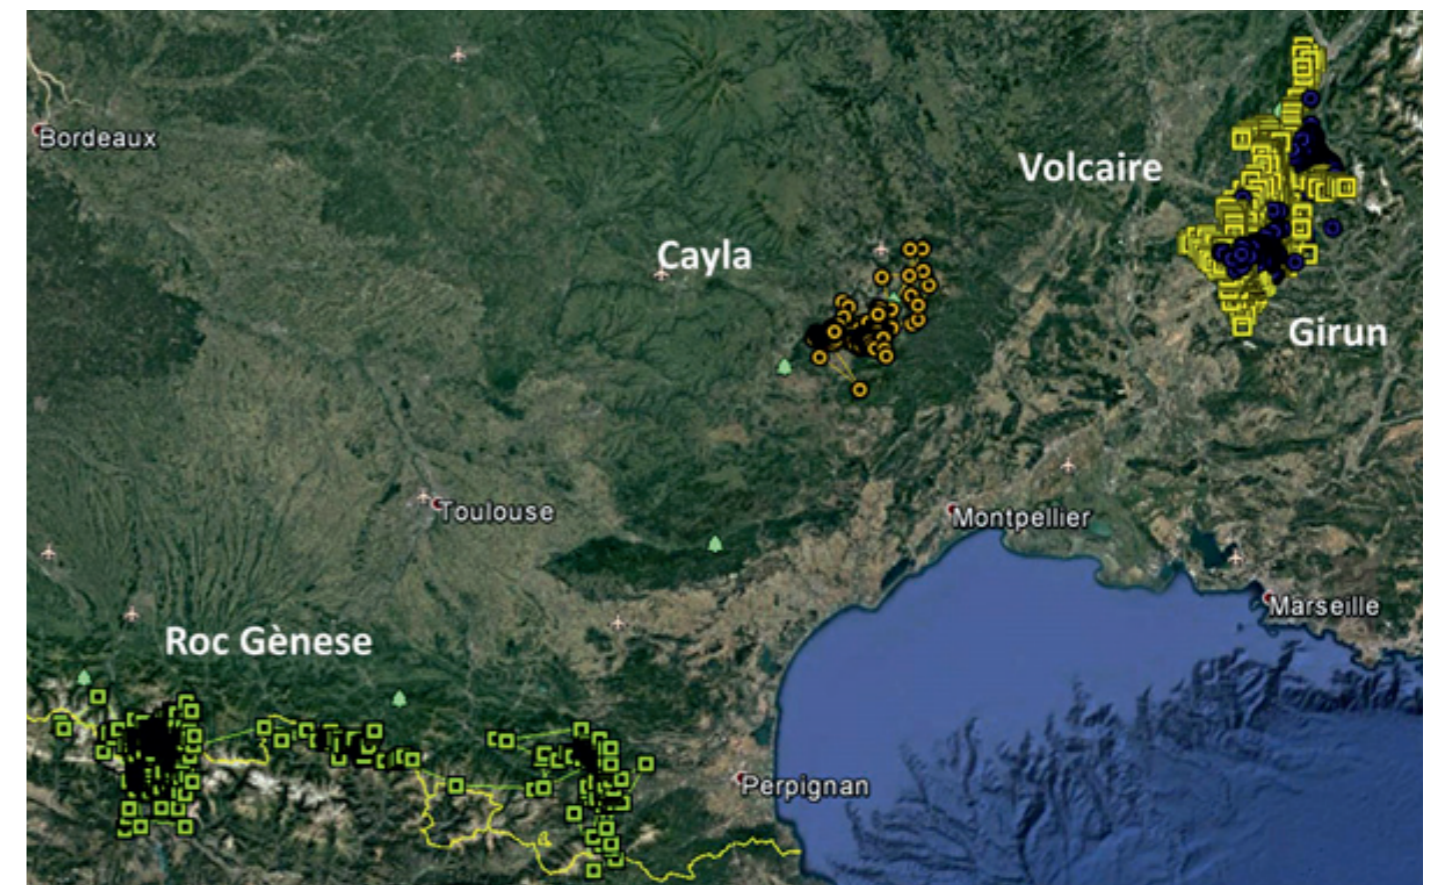 Bordeaux
Volcaire
Cayla
Girun
Toulouse
Montpellier
Marseille
Roc Gènese
Perpignan